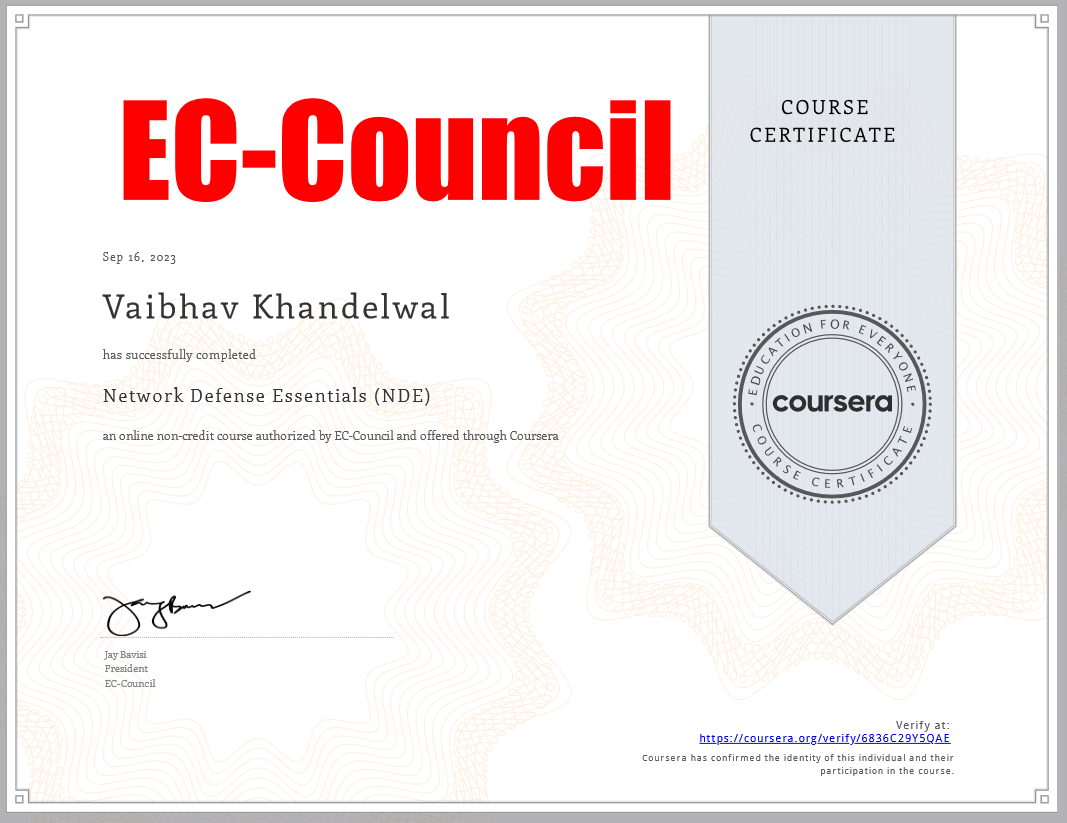 EC-Council
COURSE
CERTIFICATE
Sep 16, 2023
Vaibhav Khandelwal
has successfully completed
Network Defense Essentials (NDE)
an online non-credit course authorized by EC-Council and offered through Coursera
EDUCATION FOR EVERYONE
coursera
COURSE CERTIFICATE
Jay Bavisi
President
EC-Council
Verify at:
https://coursera.org/verify/6836C29Y5QAE
Coursera has confirmed the identity of this individual and their
participation in the course.